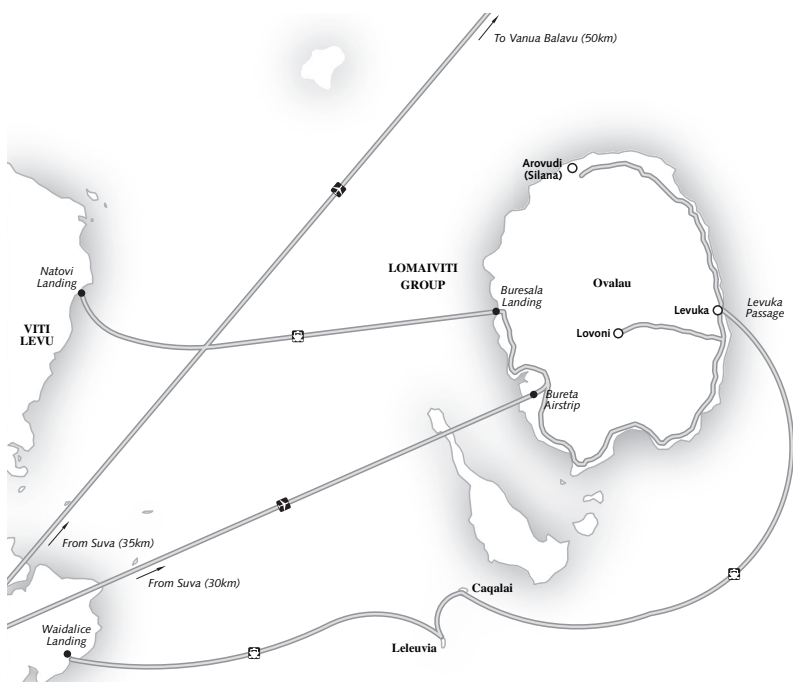 To Vanua Balavu (50km)
Arovudi
(Silana)
Natovi
Landing
LOMAIVITI
GROUP
Buresala
Landing
Ovalau
Levuka
Levuka
Passage
VITI
LEVU
Lovoni
Bureta
Airstrip
From Suva (35km)
From Suva (30km)
Caqalai
Waidalice
Landing
Leleuvia